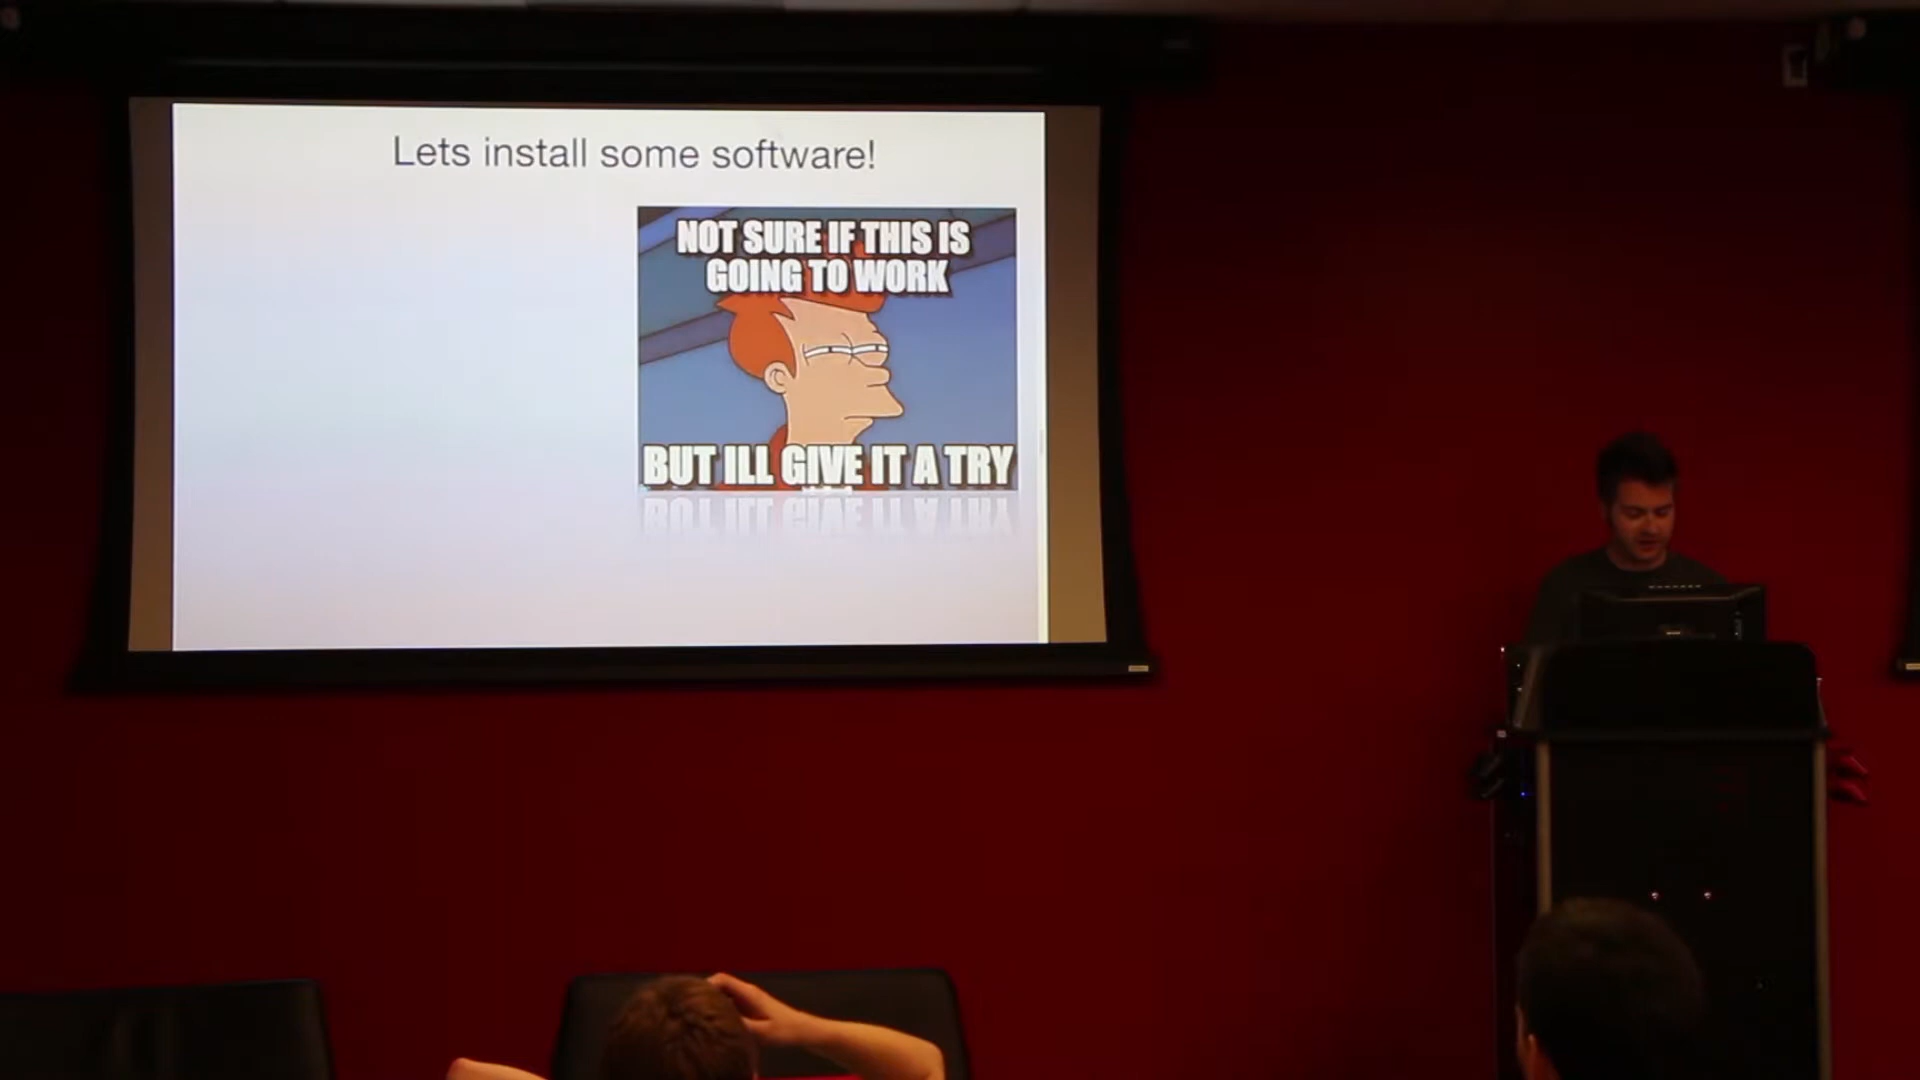 Lets install some software!
NOT SURE IF THIS IS
GOING TO WORK
BUT ILL GIVE IT A TRY